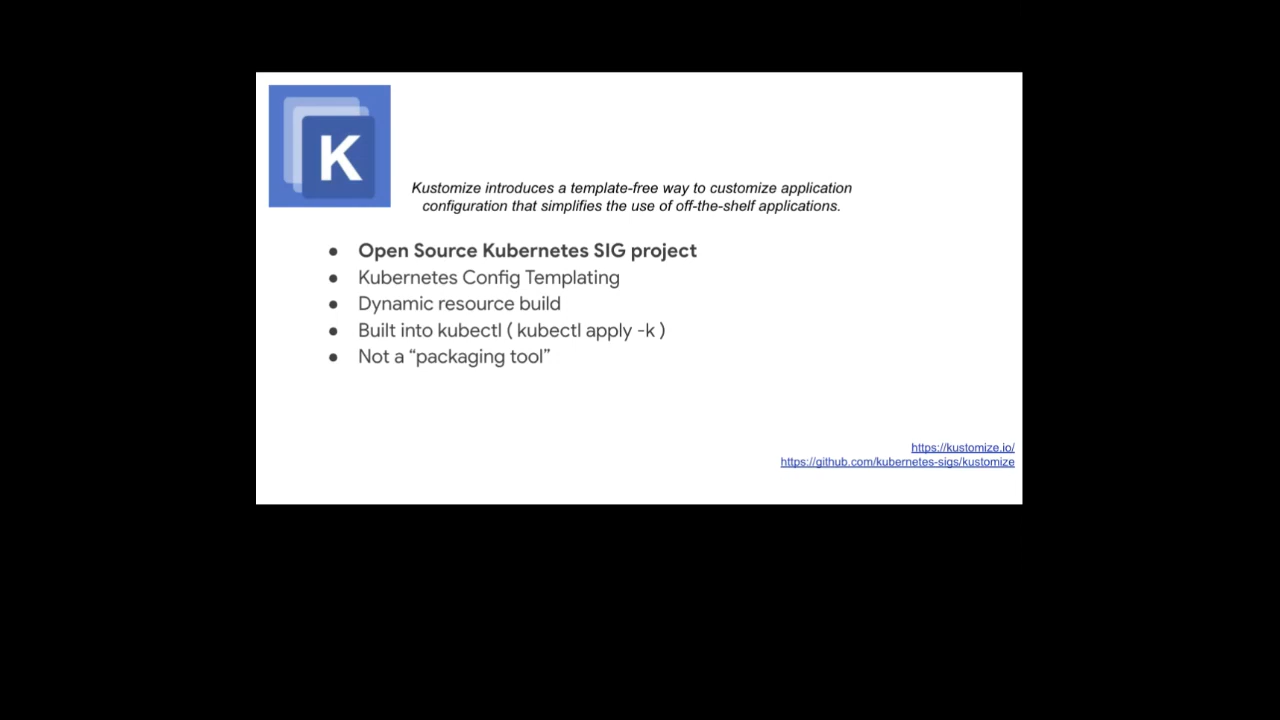 K
Kustomize introduces a template-free way to customize application
configuration that simplifies the use of off-the-shelf applications.
● Open Source Kubernetes SIG project
● Kubernetes Config Templating
● Dynamic resource build
● Built into kubectl ( kubectl apply -k )
● Not a “packaging tool”
https://kustomize.io/
https://github.com/kubernetes-sigs/kustomize